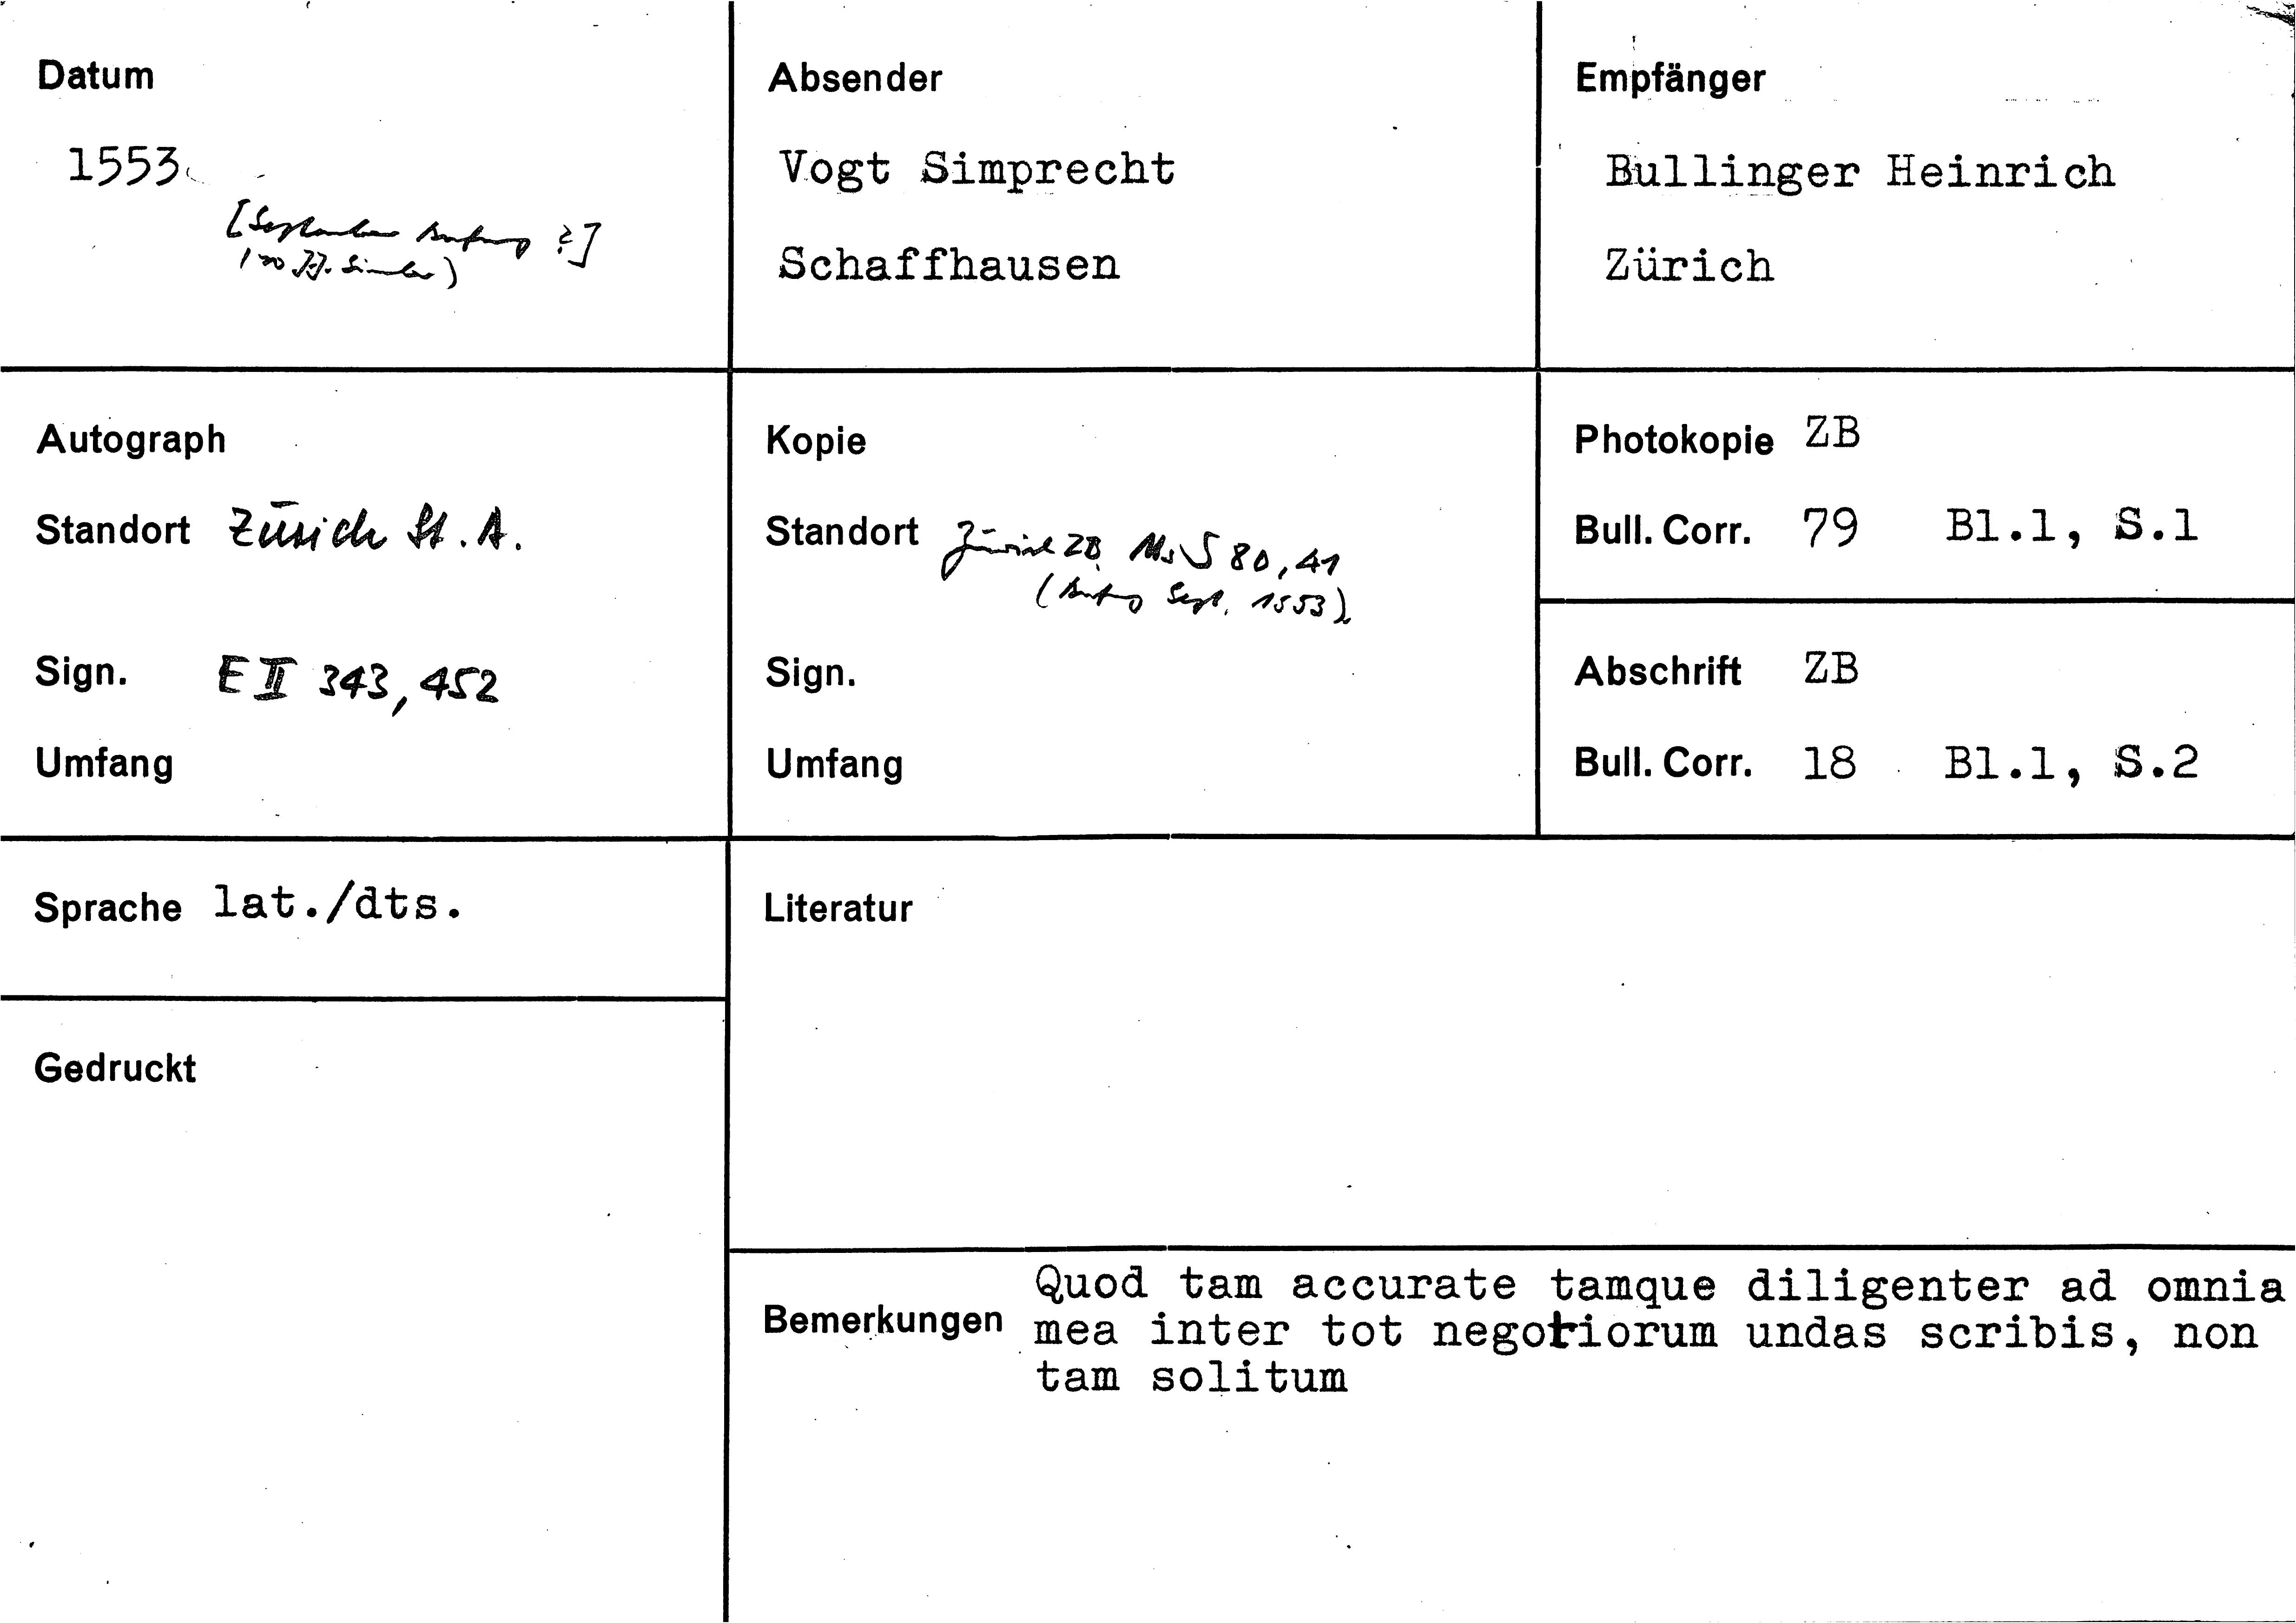 Datum
1553
[September Anfang ?]
J. J. Simler)
Absender
Vogt Simprecht
Schaffhausen
Empfänger
Bullinger Heinrich
Zürich
Autograph
Standort Zürich St. A.
Sign. E II 343, 452
Umfang
Kopie
Standort Zürich ZB Ms S 80, 41
(Anfang Sept. 1553)
Sign.
Umfang
Photokopie ZB
Bull. Corr. 79 Bl.1, S.1
Abschrift ZB
Bull. Corr. 18 Bl.1, S.2
Sprache lat./dts.
Gedruckt
Literatur
Bemerkungen
Quod tam accurate tamque diligenter ad omnia
mea inter tot negotiorum undas scribis, non
tam solitum